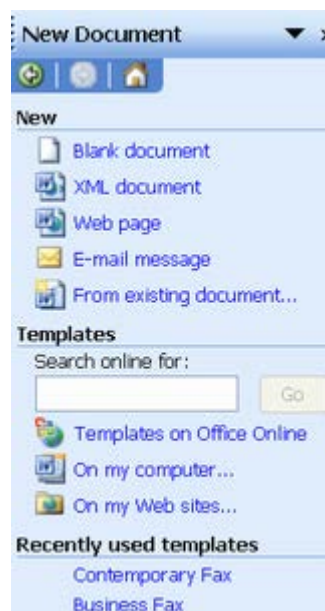 New Document
New
Blank document
XML document
Web page
E-mail message
From existing document...
Templates
Search online for:
Go
Templates on Office Online
On my computer...
On my Web sites...
Recently used templates
Contemporary Fax
Business Fax